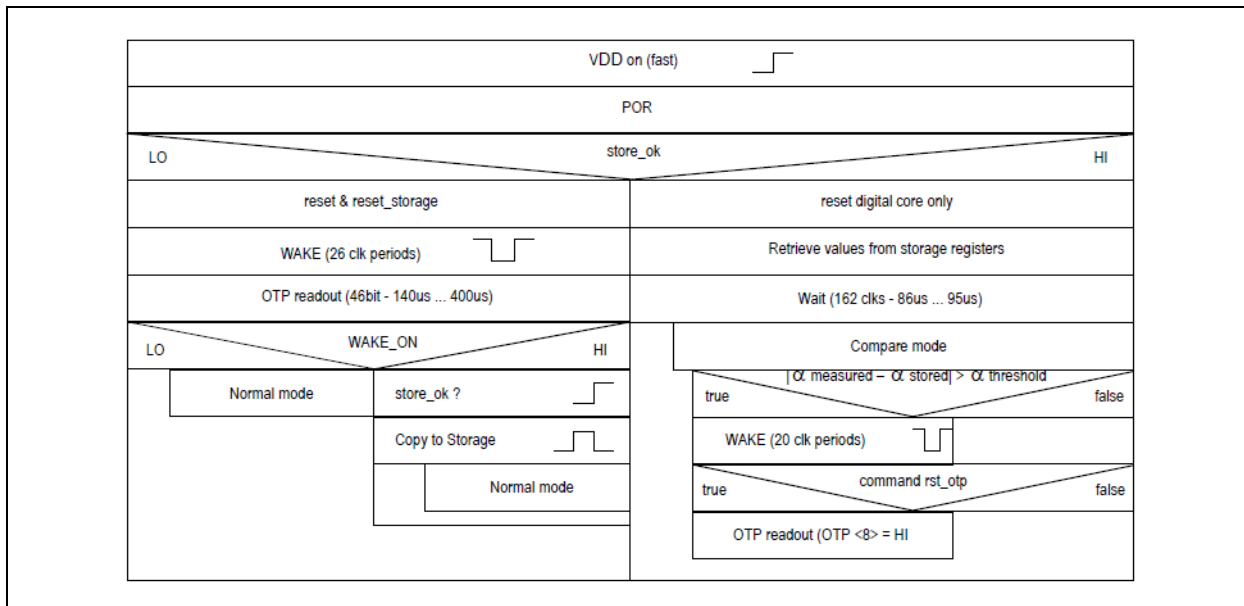 VDD on (fast)
POR
store_ok
LO
HI
reset & reset_storage
reset digital core only
WAKE (26 clk periods)
Retrieve values from storage registers
OTP readout (46bit - 140us ... 400us)
Wait (162 clks - 86us ... 95us)
WAKE_ON
LO
HI
Compare mode
Normal mode
store_ok ?
|α measured – α stored| > α threshold
true
false
Copy to Storage
WAKE (20 clk periods)
Normal mode
command rst_otp
true
false
OTP readout (OTP <8> = HI